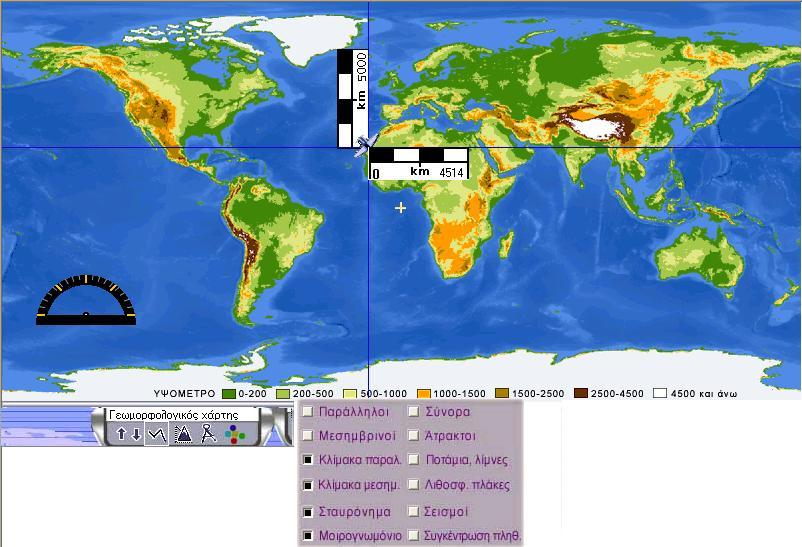 km 5000
0 km 4514
ΥΨΟΜΕΤΡΟ 0-200 200-500 500-1000 1000-1500 1500-2500 2500-4500 4500 και άνω
Γεωμορφολογικός χάρτης
Παράλληλοι Σύνορα
Μεσημβρινοί Άτρακτοι
Κλίμακα παραλ. Ποτάμια, λίμνες
Κλίμακα μεσημ. Λιθοσφ. πλάκες
Σταυρόνημα Σεισμοί
Μοιρογνωμόνιο Συγκέντρωση πληθ.